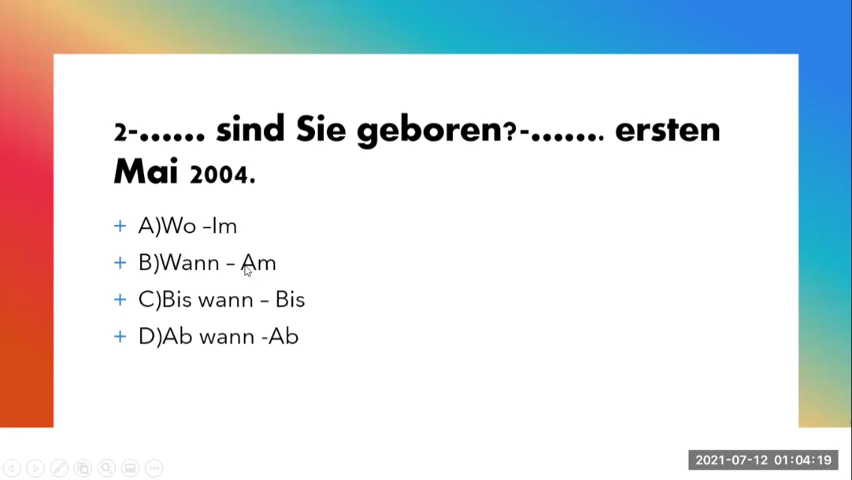 2-...... sind Sie geboren?-....... ersten
Mai 2004.
+ A)Wo –Im
+ B)Wann – Am
+ C)Bis wann – Bis
+ D)Ab wann -Ab
2021-07-12 01:04:19